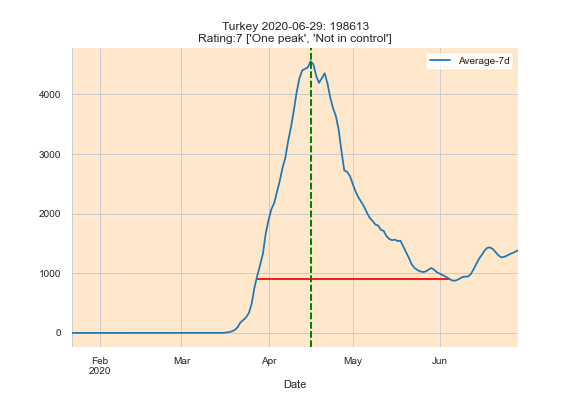 Turkey 2020-06-29: 198613
Rating:7 ['One peak', 'Not in control']
Average-7d
4000
3000
2000
1000
0
Feb
2020
Mar
Apr
May
Jun
Date